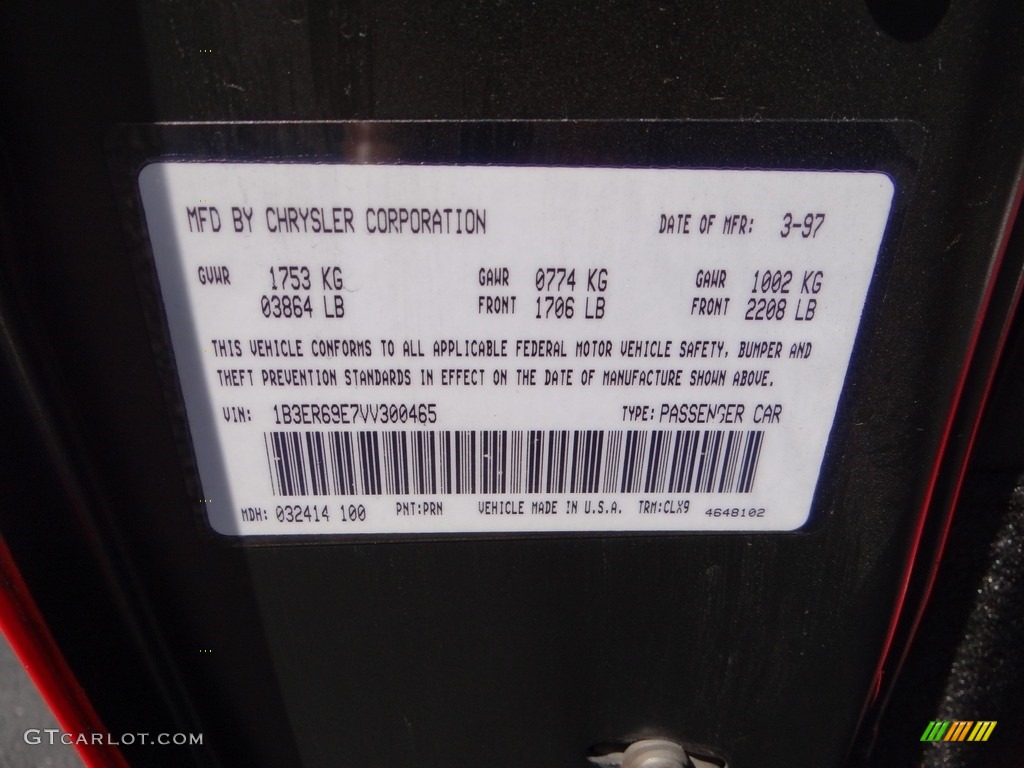 MFD BY CHRYSLER CORPORATION DATE OF MFR: 3-97
GVWR 1753 KG GAWR 0774 KG GAWR 1002 KG
03864 LB FRONT 1706 LB FRONT 2208 LB
THIS VEHICLE CONFORMS TO ALL APPLICABLE FEDERAL MOTOR VEHICLE SAFETY, BUMPER AND
THEFT PREVENTION STANDARDS IN EFFECT ON THE DATE OF MANUFACTURE SHOWN ABOVE.
VIN: 1B3ER69E7VV300465 TYPE: PASSENGER CAR
MDH: 032414 100 PNT:PRN VEHICLE MADE IN U.S.A. TRM:CLX9 4648102
GTCARLOT.COM